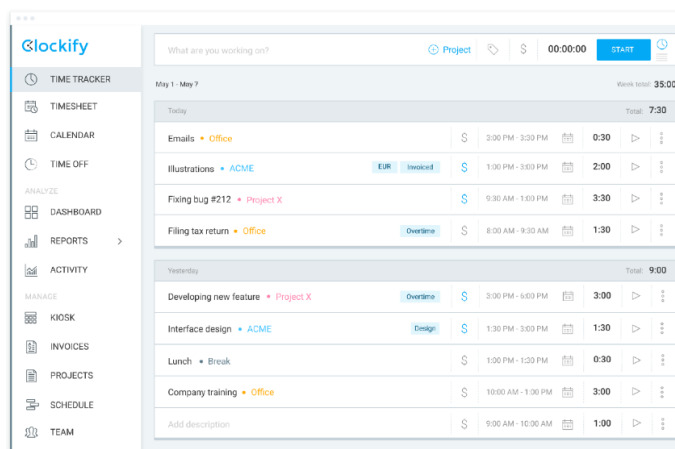 Clockify
What are you working on?
Project
$
00:00:00
START
TIME TRACKER
May 1 - May 7
Week total: 35:00
TIMESHEET
Today
Total: 7:30
CALENDAR
Emails • Office
$
2:00 PM - 3:30 PM
0:30
TIME OFF
Illustrations • ACME
EUR
Invoiced
$
1:00 PM - 3:00 PM
2:00
ANALYZE
Fixing bug #212 • Project X
$
9:30 AM - 1:00 PM
3:30
DASHBOARD
Filing tax return • Office
Overtime
$
8:00 AM - 9:30 AM
1:30
REPORTS
Yesterday
Total: 9:00
ACTIVITY
MANAGE
Developing new feature • Project X
Overtime
$
3:00 PM - 6:00 PM
3:00
KIOSK
Interface design • ACME
Design
$
1:30 PM - 3:00 PM
1:30
INVOICES
Lunch • Break
$
1:00 PM - 1:30 PM
0:30
PROJECTS
Company training • Office
$
10:00 AM - 1:00 PM
3:00
SCHEDULE
Add description
$
9:00 AM - 10:00 AM
1:00
TEAM